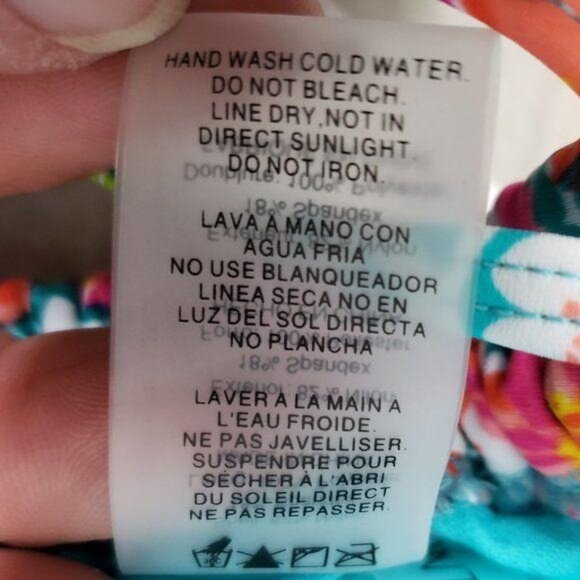 HAND WASH COLD WATER.
DO NOT BLEACH.
LINE DRY,NOT IN
DIRECT SUNLIGHT.
DO NOT IRON.
LAVA A MANO CON
AGUA FRIA
NO USE BLANQUEADOR
LINEA SECA NO EN
LUZ DEL SOL DIRECTA
NO PLANCHA
LAVER À LA MAIN À
L'EAU FROIDE.
NE PAS JAVELLISER.
SUSPENDRE POUR
SÉCHER À L'ABRI
DU SOLEIL DIRECT
NE PAS REPASSER.